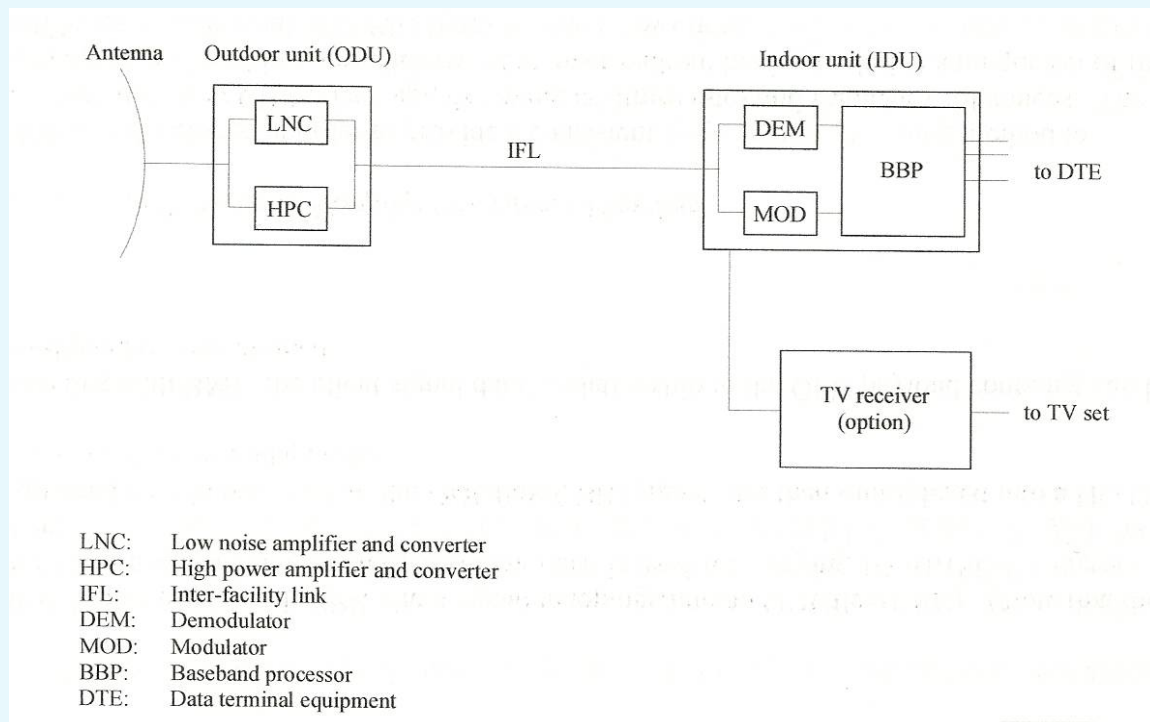 Antenna
Outdoor unit (ODU)
Indoor unit (IDU)
LNC
HPC
IFL
DEM
MOD
BBP
to DTE
TV receiver
(option)
to TV set
LNC: Low noise amplifier and converter
HPC: High power amplifier and converter
IFL: Inter-facility link
DEM: Demodulator
MOD: Modulator
BBP: Baseband processor
DTE: Data terminal equipment